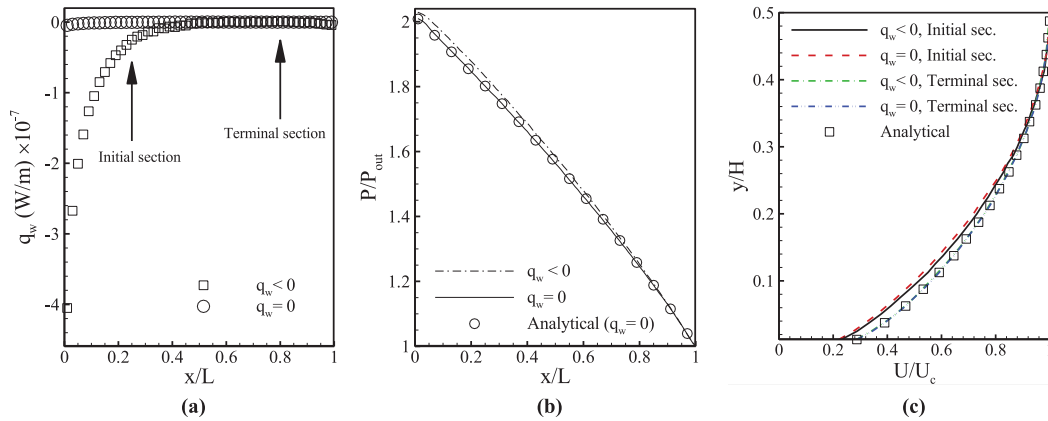 0
-1
-2
-3
-4
q_w (W/m) ×10^-7
Initial section
Terminal section
q_w < 0
q_w = 0
0 0.2 0.4 0.6 0.8 1
x/L
(a)
2
1.8
1.6
1.4
1.2
1
P/P_out
q_w < 0
q_w = 0
Analytical (q_w = 0)
0 0.2 0.4 0.6 0.8 1
x/L
(b)
0.5
0.4
0.3
0.2
0.1
y/H
q_w < 0, Initial sec.
q_w = 0, Initial sec.
q_w < 0, Terminal sec.
q_w = 0, Terminal sec.
Analytical
0 0.2 0.4 0.6 0.8
U/U_c
(c)